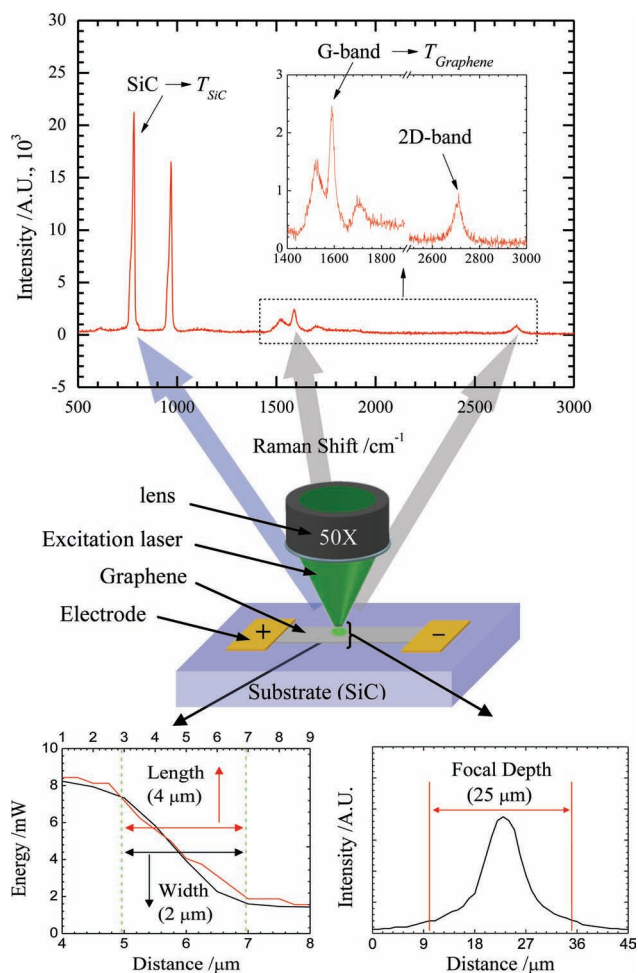 30
25
20
15
10
5
0
-5
Intensity /A.U., 10³
500 1000 1500 2000 2500 3000
Raman Shift /cm⁻¹
SiC → T_SiC
G-band → T_Graphene
2D-band
3
2
1
0
1400 1600 1800 2600 2800 3000
lens
50X
Excitation laser
Graphene
Electrode
+
−
Substrate (SiC)
1 2 3 4 5 6 7 8 9
10
8
6
4
2
0
Energy /mW
Length
(4 μm)
Width
(2 μm)
4 5 6 7 8
Distance /μm
Intensity /A.U.
Focal Depth
(25 μm)
0 9 18 27 36 45
Distance /μm